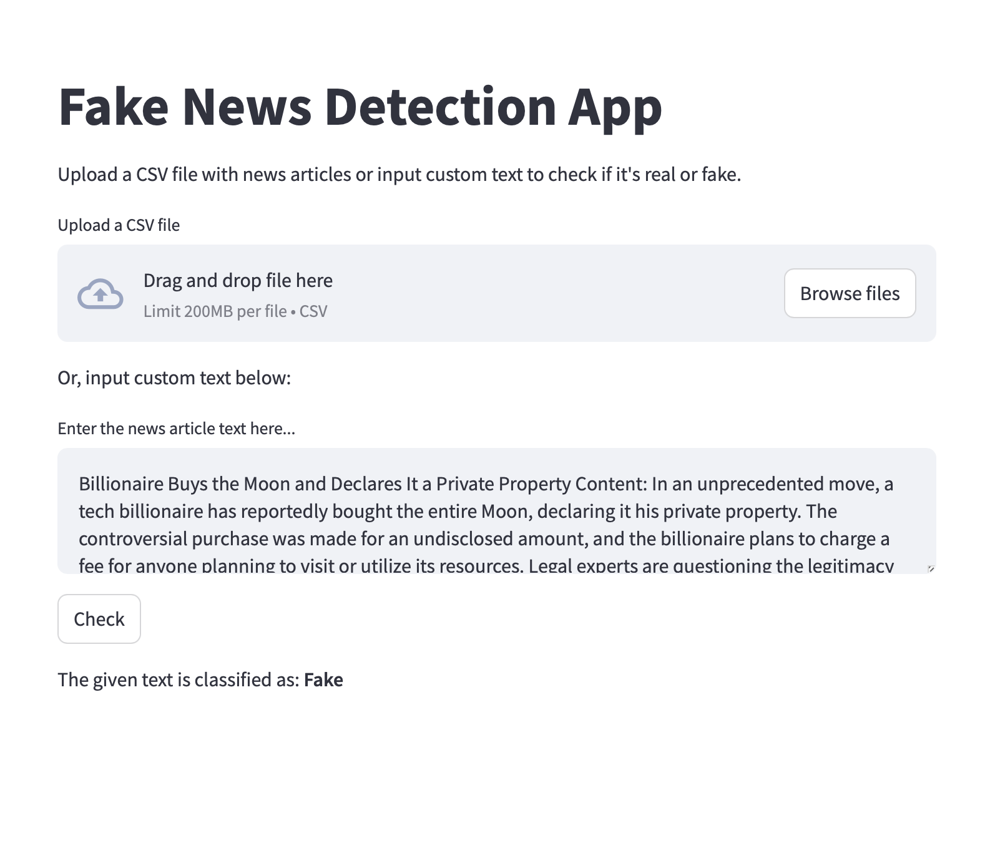 Fake News Detection App
Upload a CSV file with news articles or input custom text to check if it's real or fake.
Upload a CSV file
Drag and drop file here
Limit 200MB per file • CSV
Browse files
Or, input custom text below:
Enter the news article text here...
Billionaire Buys the Moon and Declares It a Private Property Content: In an unprecedented move, a
tech billionaire has reportedly bought the entire Moon, declaring it his private property. The
controversial purchase was made for an undisclosed amount, and the billionaire plans to charge a
fee for anyone planning to visit or utilize its resources. Legal experts are questioning the legitimacy
Check
The given text is classified as: Fake